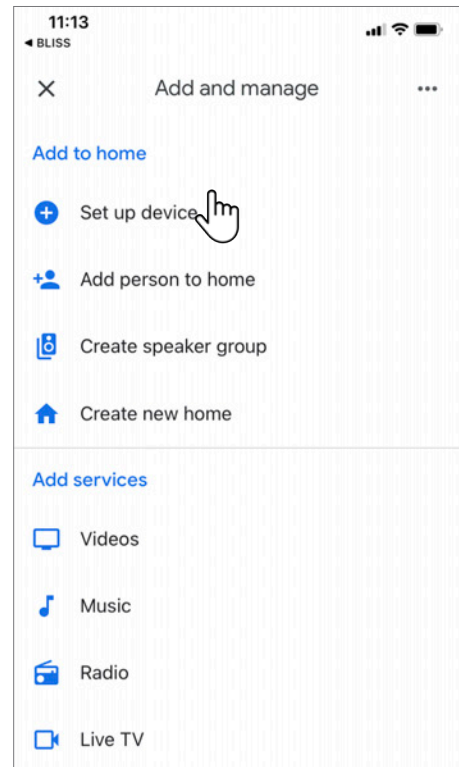 11:13
◀ BLISS
Add and manage
Add to home
Set up device
Add person to home
Create speaker group
Create new home
Add services
Videos
Music
Radio
Live TV